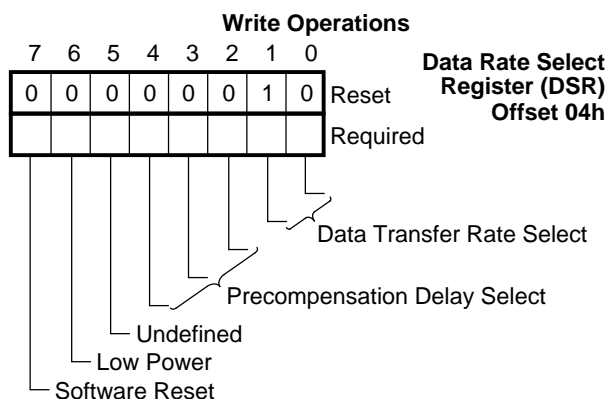 Write Operations
7 6 5 4 3 2 1 0
Data Rate Select
Register (DSR)
Offset 04h
0 0 0 0 0 0 1 0 Reset
Required
Data Transfer Rate Select
Precompensation Delay Select
Undefined
Low Power
Software Reset